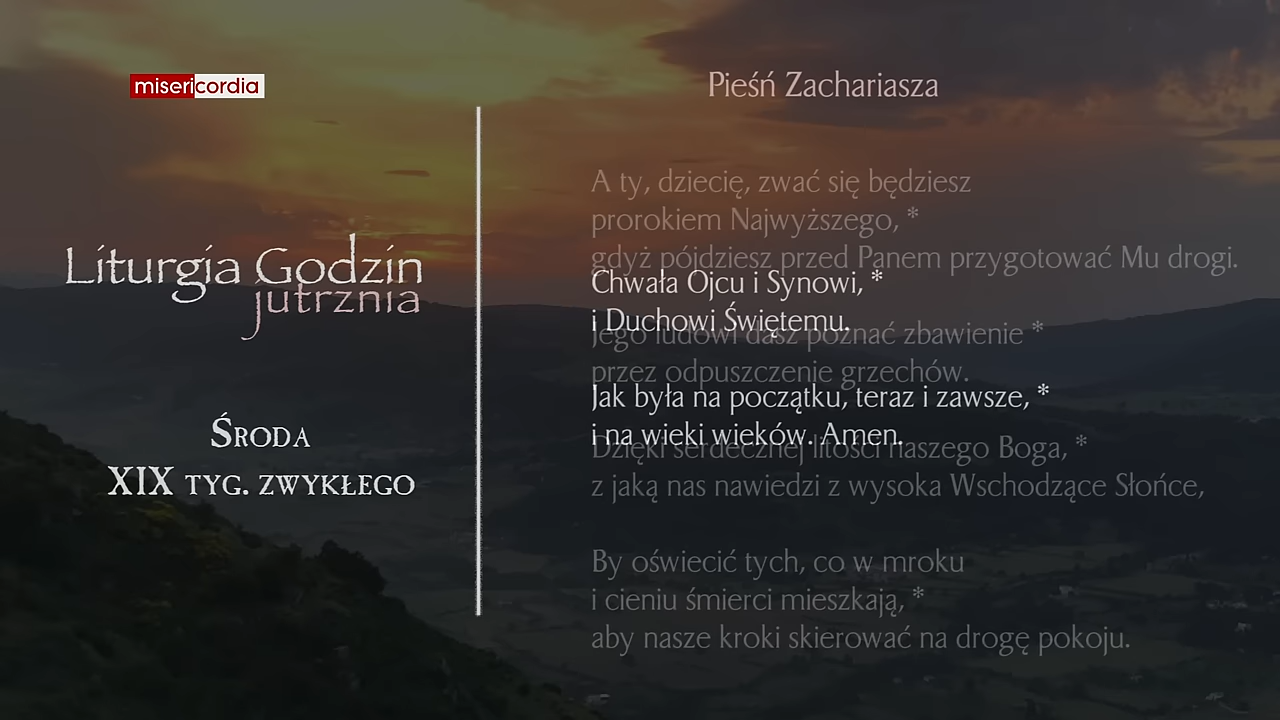 misericordia
Liturgia Godzin
jutrznia
Środa
XIX tyg. zwykłego
Pieśń Zachariasza
A ty, dziecię, zwać się będziesz
prorokiem Najwyższego, *
gdyż pójdziesz przed Panem przygotować Mu drogi.
Chwała Ojcu i Synowi, *
i Duchowi Świętemu.
Jego ludowi dasz poznać zbawienie *
przez odpuszczenie grzechów.
Jak była na początku, teraz i zawsze, *
i na wieki wieków. Amen.
Dzięki serdecznej litości naszego Boga, *
z jaką nas nawiedzi z wysoka Wschodzące Słońce,
By oświecić tych, co w mroku
i cieniu śmierci mieszkają, *
aby nasze kroki skierować na drogę pokoju.